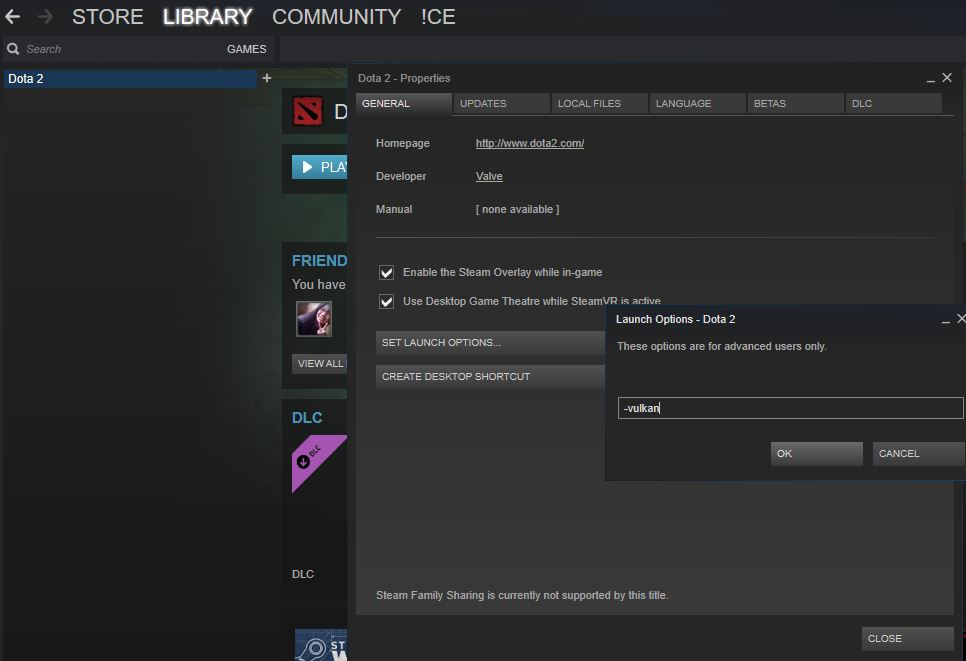 STORE LIBRARY COMMUNITY !CE
Search GAMES
Dota 2 +
Dota 2 - Properties
GENERAL UPDATES LOCAL FILES LANGUAGE BETAS DLC
D
Homepage http://www.dota2.com/
PLA
Developer Valve
Manual [ none available ]
FRIEND
You have
Enable the Steam Overlay while in-game
Use Desktop Game Theatre while SteamVR is active
VIEW ALL
SET LAUNCH OPTIONS...
CREATE DESKTOP SHORTCUT
Launch Options - Dota 2
These options are for advanced users only.
-vulkan
OK CANCEL
DLC
DLC
DLC
Steam Family Sharing is currently not supported by this title.
ST
W
CLOSE